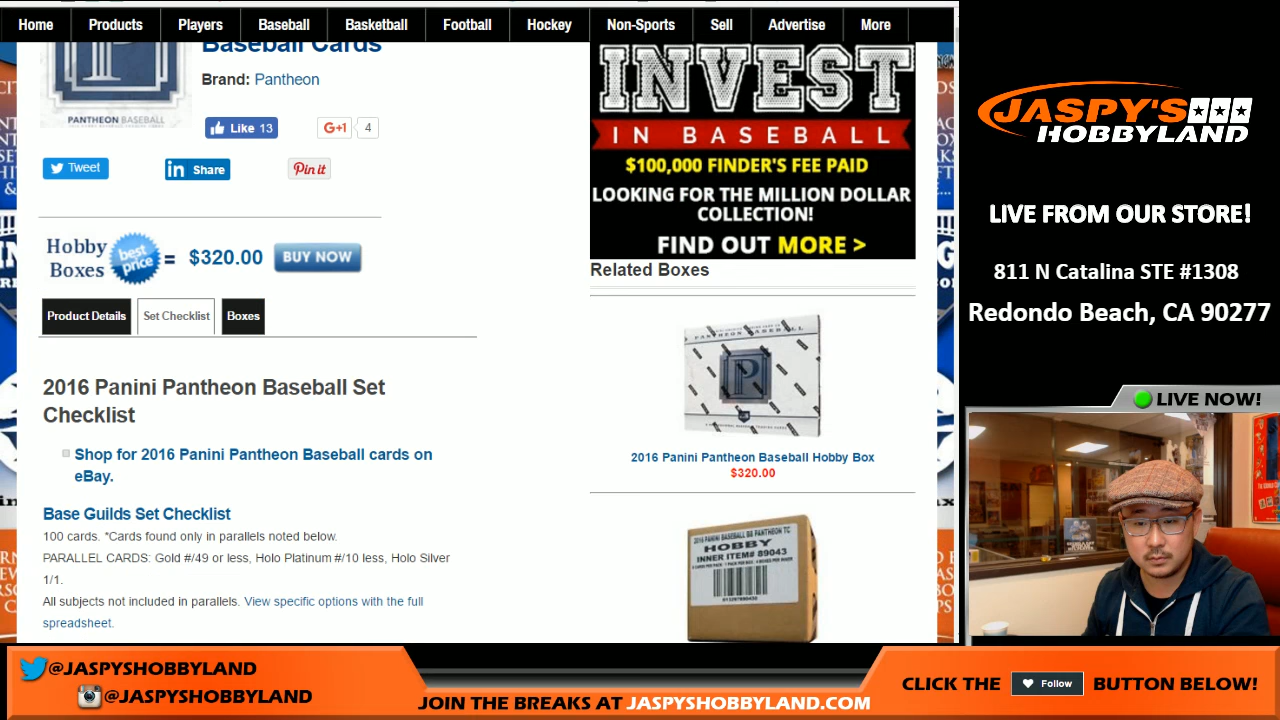 Home
Products
Players
Baseball
Basketball
Football
Hockey
Non-Sports
Sell
Advertise
More
Baseball Cards
Brand: Pantheon
PANTHEON BASEBALL
Like 13
G+1 4
Tweet
in Share
Pin it
Hobby
Boxes
best
price
= $320.00
BUY NOW
Product Details
Set Checklist
Boxes
2016 Panini Pantheon Baseball Set
Checklist
Shop for 2016 Panini Pantheon Baseball cards on
eBay.
Base Guilds Set Checklist
100 cards. *Cards found only in parallels noted below.
PARALLEL CARDS: Gold #/49 or less, Holo Platinum #/10 less, Holo Silver
1/1.
All subjects not included in parallels. View specific options with the full
spreadsheet.
INVEST
IN BASEBALL
$100,000 FINDER'S FEE PAID
LOOKING FOR THE MILLION DOLLAR
COLLECTION!
FIND OUT MORE >
Related Boxes
P
2016 Panini Pantheon Baseball Hobby Box
$320.00
2016 PANINI BASEBALL BB PANTHEON TC
HOBBY
INNER ITEM# 89043
JASPY'S
HOBBYLAND
LIVE FROM OUR STORE!
811 N Catalina STE #1308
Redondo Beach, CA 90277
LIVE NOW!
@JASPYSHOBBYLAND
@JASPYSHOBBYLAND
JOIN THE BREAKS AT JASPYSHOBBYLAND.COM
CLICK THE
Follow
BUTTON BELOW!